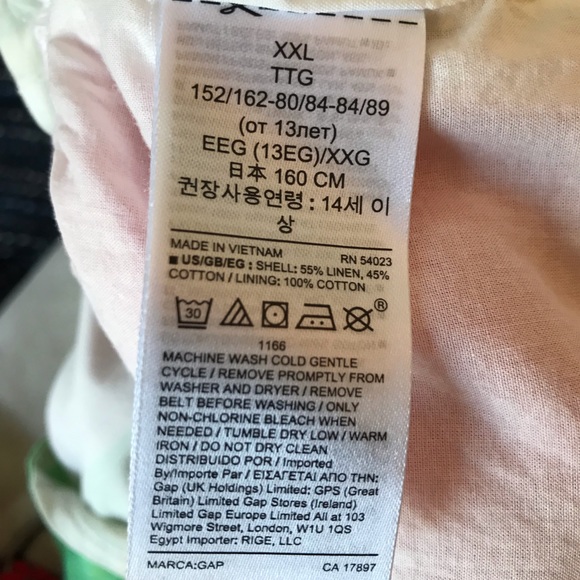 XXL
TTG
152/162-80/84-84/89
(от 13лет)
EEG (13EG)/XXG
日本 160 CM
권장사용연령 : 14세 이
상
MADE IN VIETNAM RN 54023
■ US/GB/EG : SHELL: 55% LINEN, 45%
COTTON / LINING: 100% COTTON
30 ®
1166
MACHINE WASH COLD GENTLE
CYCLE / REMOVE PROMPTLY FROM
WASHER AND DRYER / REMOVE
BELT BEFORE WASHING / ONLY
NON-CHLORINE BLEACH WHEN
NEEDED / TUMBLE DRY LOW / WARM
IRON / DO NOT DRY CLEAN
DISTRIBUIDO POR / Imported
By/Importe Par / ΕΙΣΑΓΕΤΑΙ ΑΠΟ ΤΗΝ:
Gap (UK Holdings) Limited: GPS (Great
Britain) Limited Gap Stores (Ireland)
Limited Gap Europe Limited All at 103
Wigmore Street, London, W1U 1QS
Egypt Importer: RIGE, LLC
MARCA:GAP CA 17897